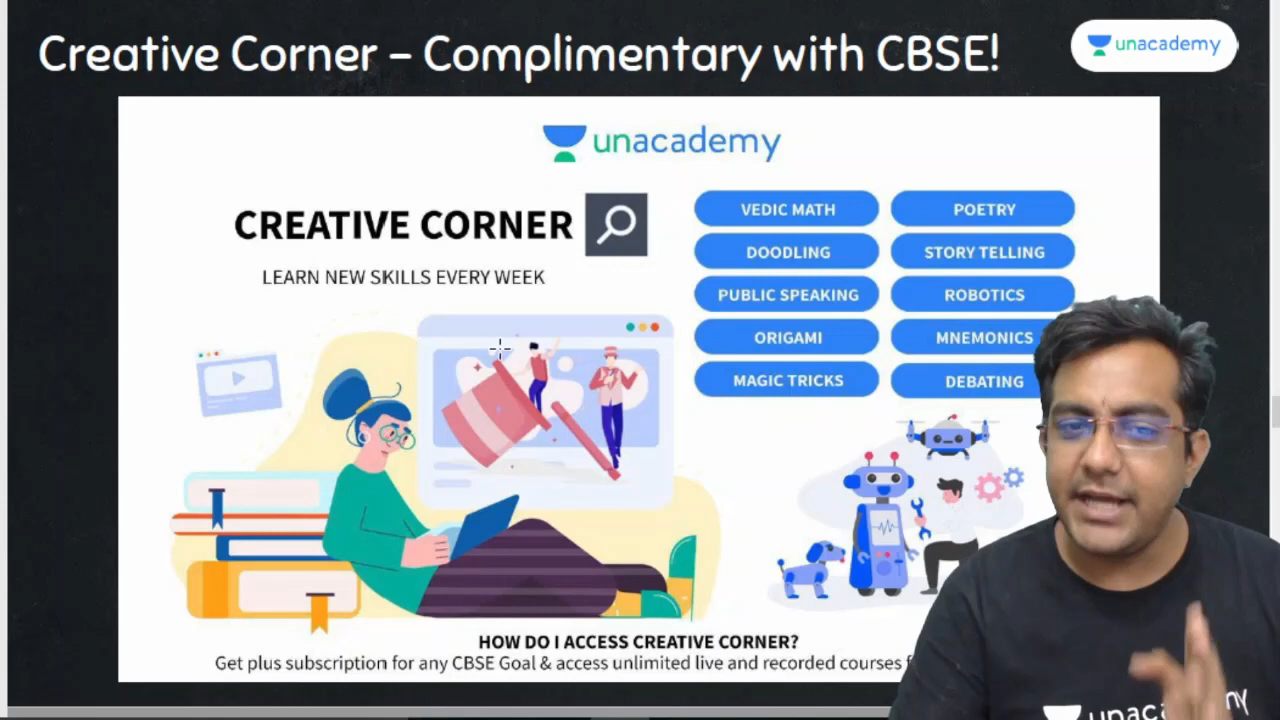 Creative Corner – Complimentary with CBSE!
unacademy
unacademy
CREATIVE CORNER
LEARN NEW SKILLS EVERY WEEK
VEDIC MATH
POETRY
DOODLING
STORY TELLING
PUBLIC SPEAKING
ROBOTICS
ORIGAMI
MNEMONICS
MAGIC TRICKS
DEBATING
HOW DO I ACCESS CREATIVE CORNER?
Get plus subscription for any CBSE Goal & access unlimited live and recorded courses